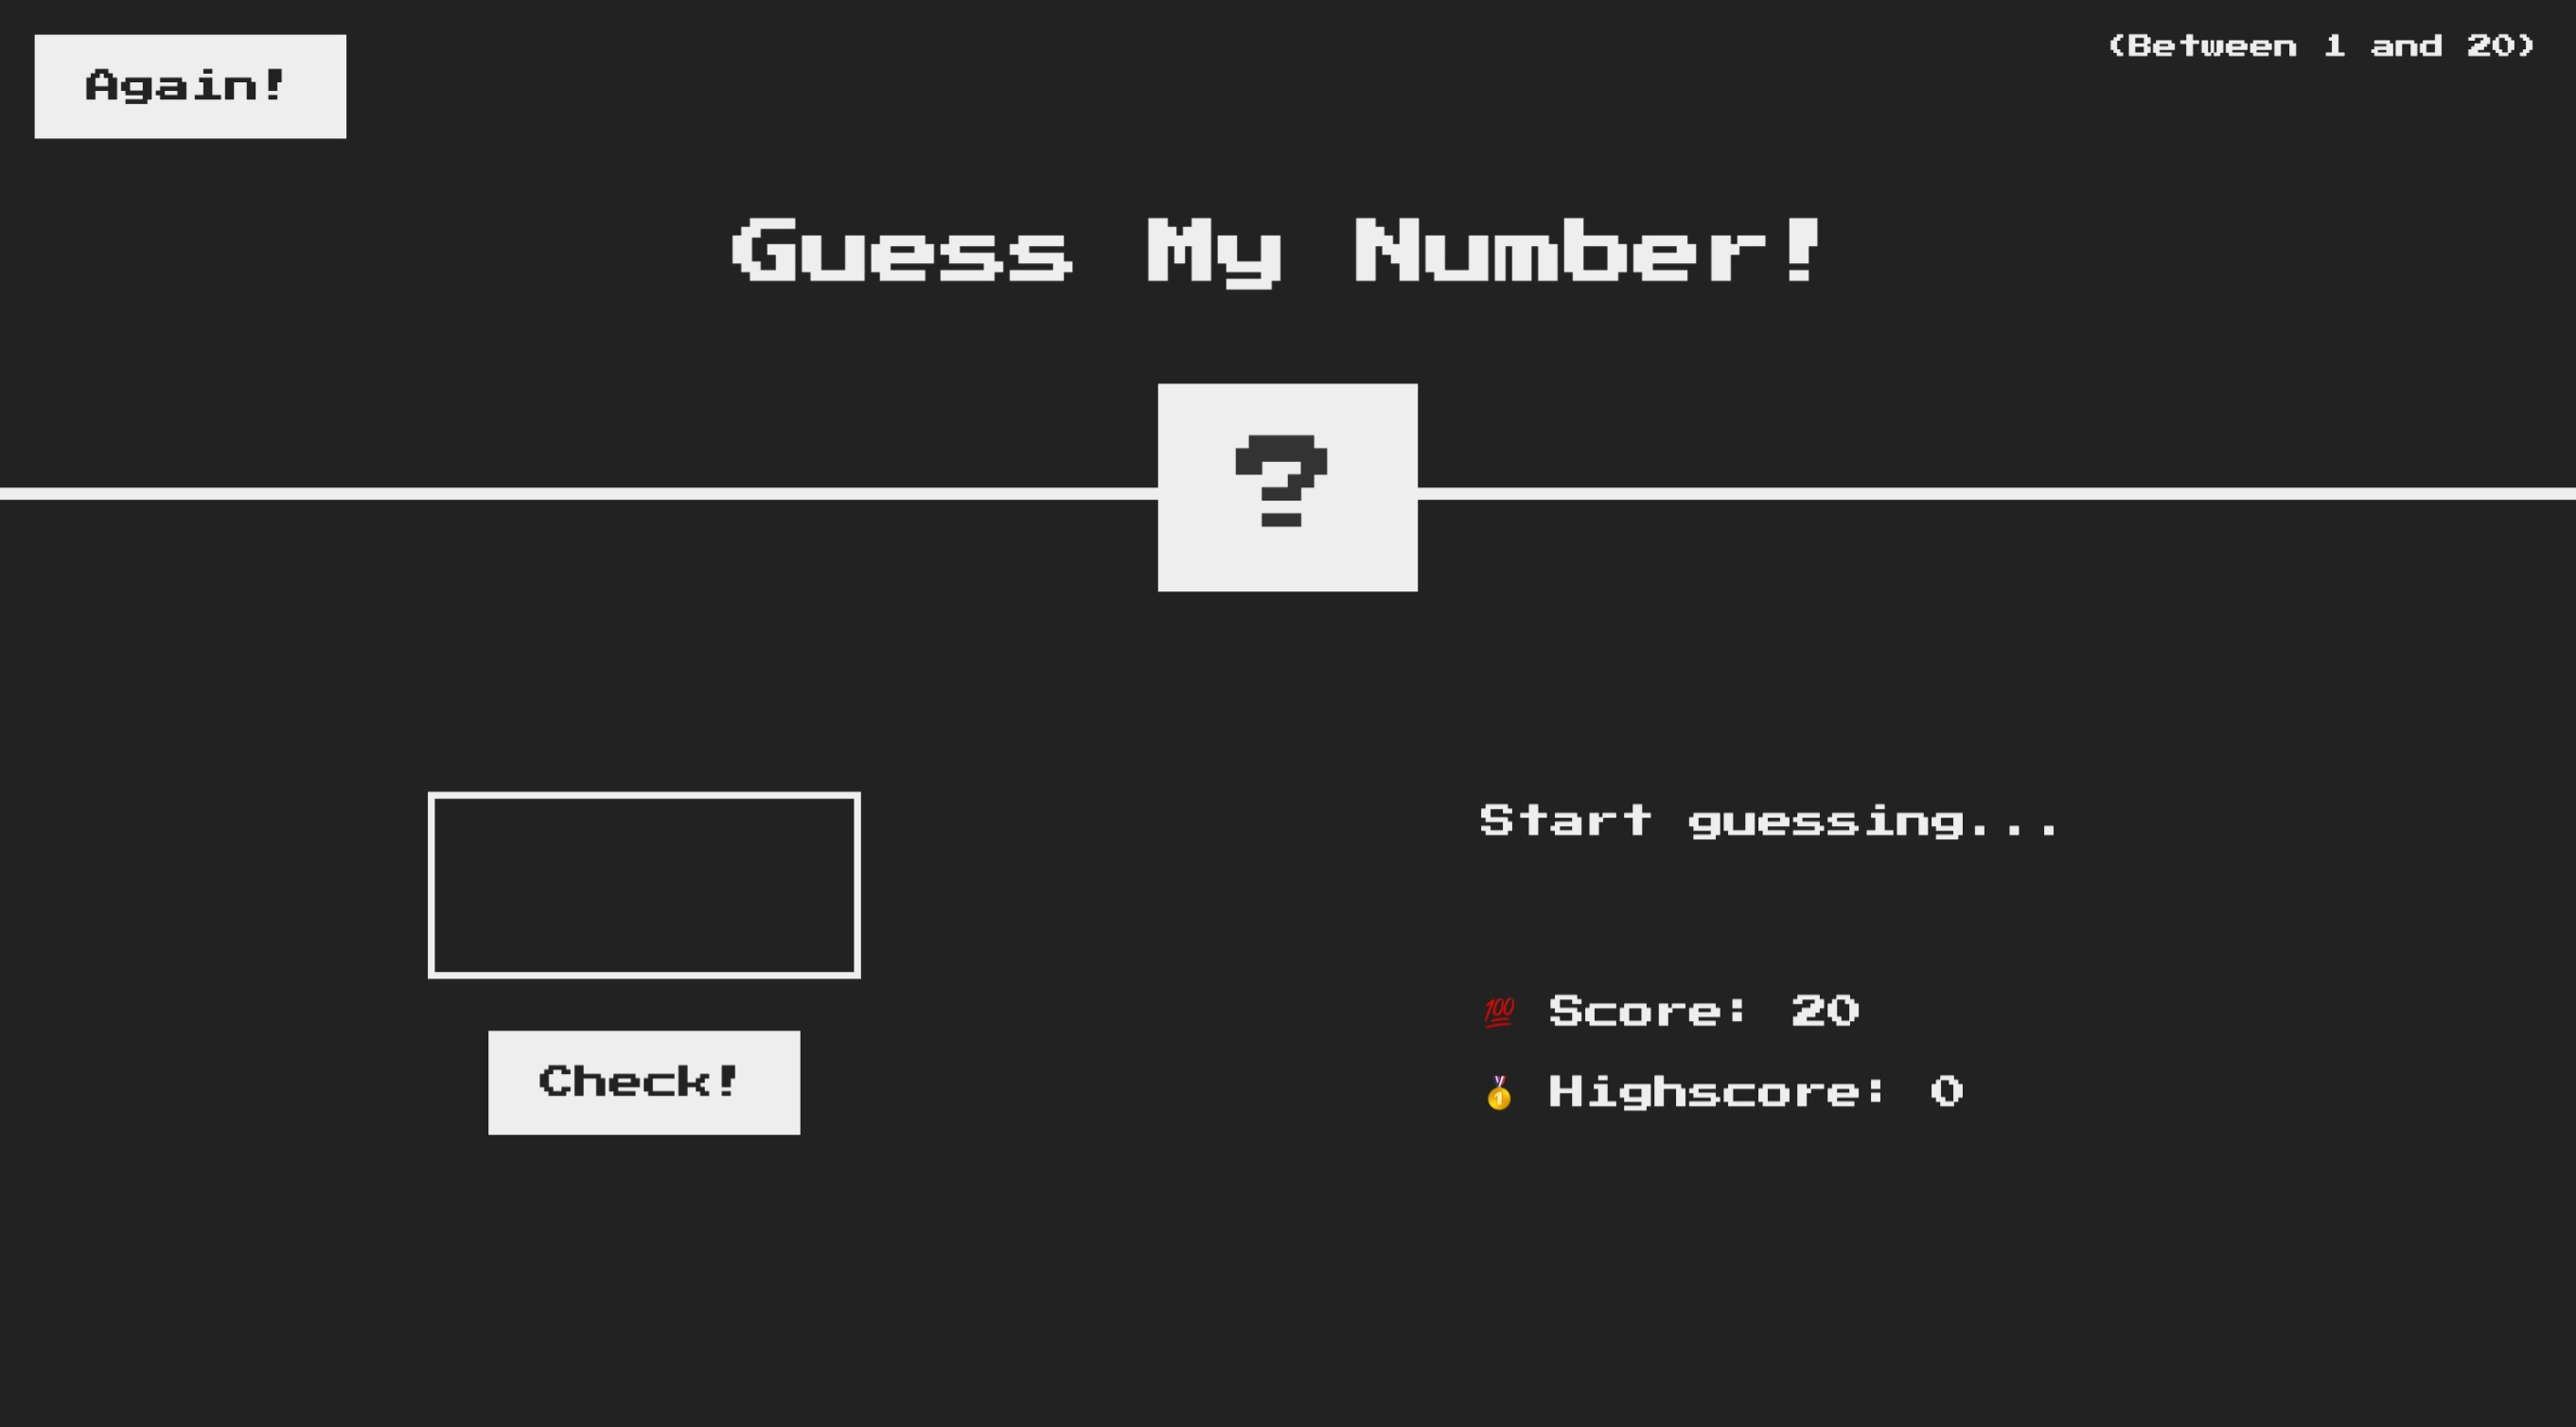 Again!
(Between 1 and 20)
Guess My Number!
?
Start guessing...
Check!
💯 Score: 20
🥇 Highscore: 0